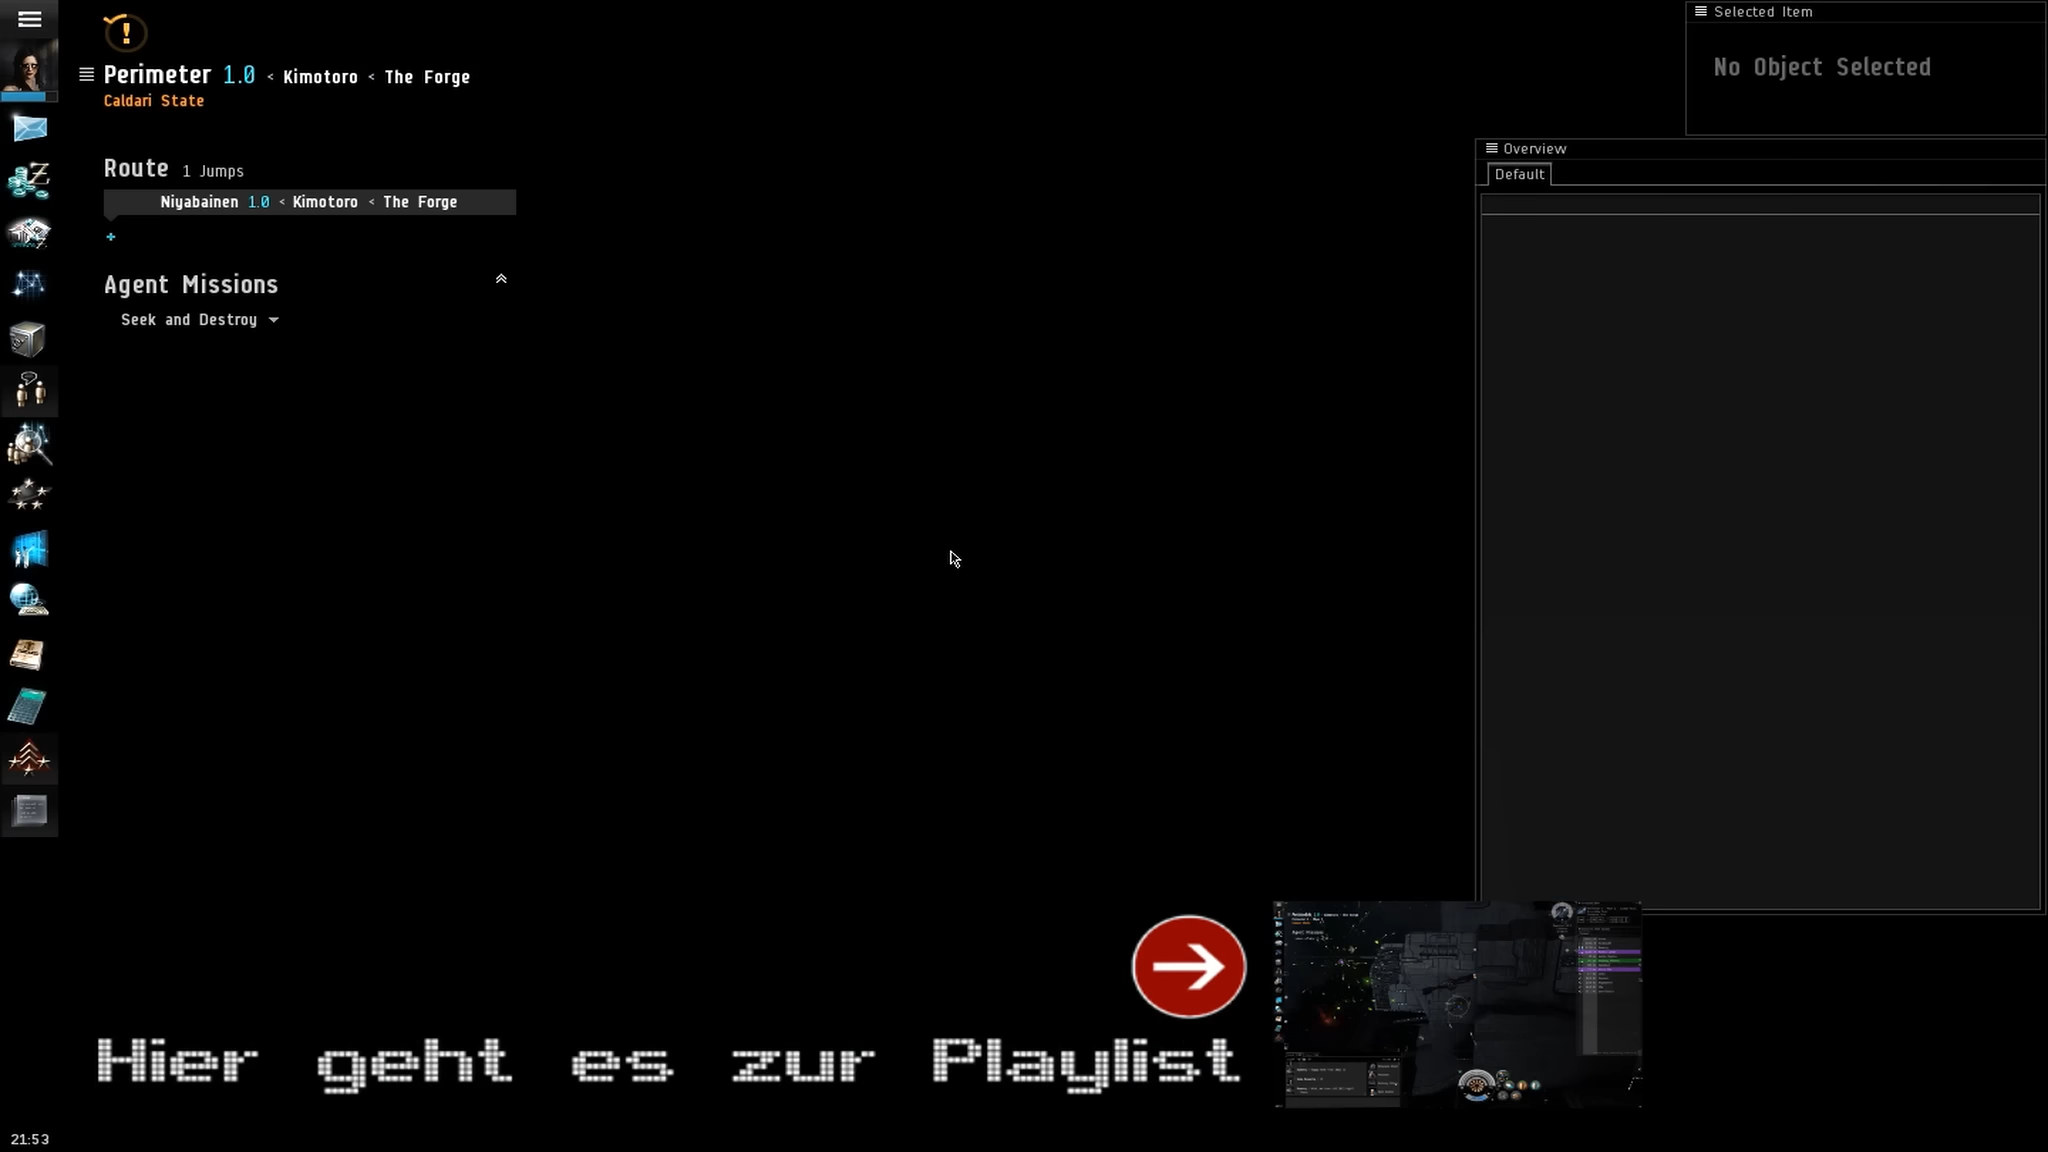 Perimeter 1.0 < Kimotoro < The Forge
Caldari State
Route 1 Jumps
Niyabainen 1.0 < Kimotoro < The Forge
+
Agent Missions
Seek and Destroy
Selected Item
No Object Selected
Overview
Default
Hier geht es zur Playlist
21:53